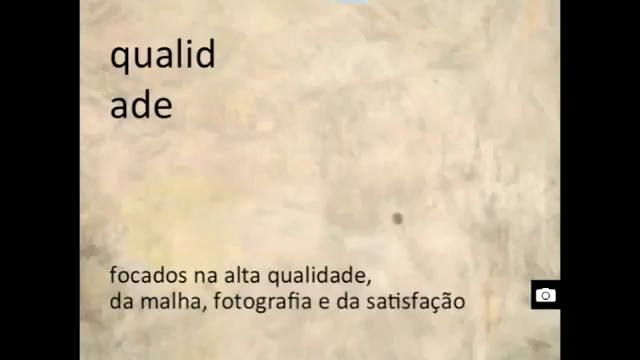 qualid
ade
focados na alta qualidade,
da malha, fotografia e da satisfação